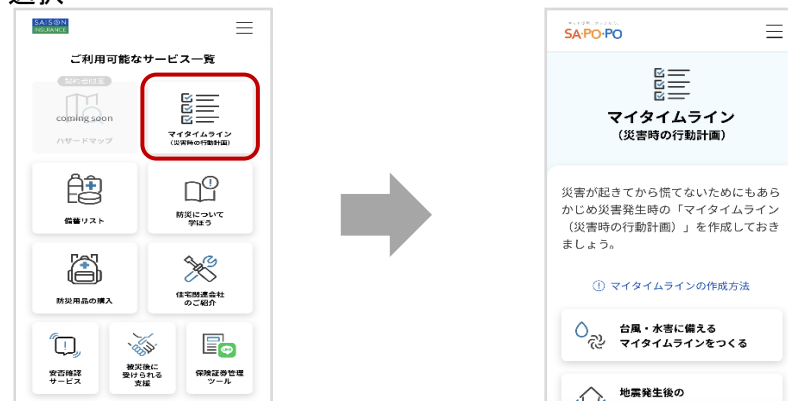 選択
SAISON
INSURANCE
ご利用可能なサービス一覧
契約者様付帯
coming soon
ハザードマップ
マイタイムライン
(災害時の行動計画)
備蓄リスト
防災について
学ぼう
防災用品の購入
住宅関連会社
のご紹介
安否確認
サービス
被災後に
受けられる
支援
保険証券管理
ツール
SA・PO・PO
マイタイムライン
(災害時の行動計画)
災害が起きてから慌てないためにもあら
かじめ災害発生時の「マイタイムライン
(災害時の行動計画)」を作成しておき
ましょう。
マイタイムラインの作成方法
台風・水害に備える
マイタイムラインをつくる
地震発生後の